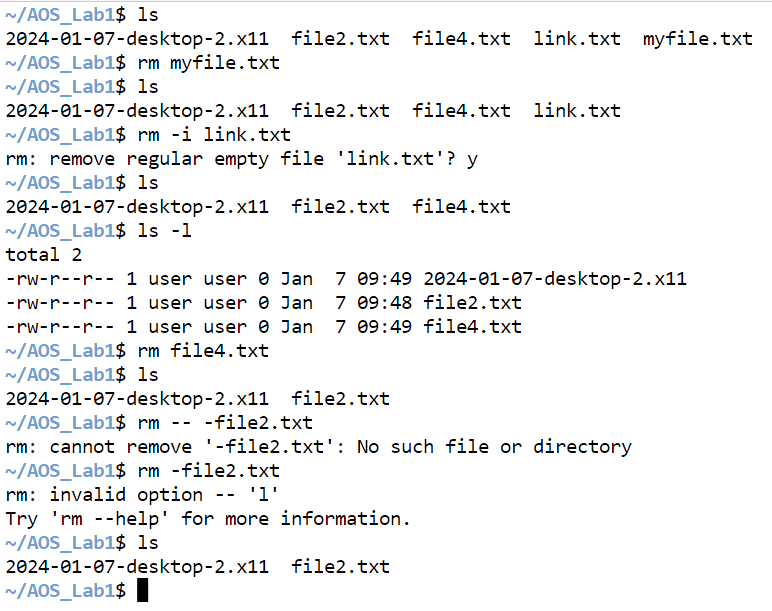 ~/AOS_Lab1$ ls
2024-01-07-desktop-2.x11  file2.txt  file4.txt  link.txt  myfile.txt
~/AOS_Lab1$ rm myfile.txt
~/AOS_Lab1$ ls
2024-01-07-desktop-2.x11  file2.txt  file4.txt  link.txt
~/AOS_Lab1$ rm -i link.txt
rm: remove regular empty file 'link.txt'? y
~/AOS_Lab1$ ls
2024-01-07-desktop-2.x11  file2.txt  file4.txt
~/AOS_Lab1$ ls -l
total 2
-rw-r--r-- 1 user user 0 Jan  7 09:49 2024-01-07-desktop-2.x11
-rw-r--r-- 1 user user 0 Jan  7 09:48 file2.txt
-rw-r--r-- 1 user user 0 Jan  7 09:49 file4.txt
~/AOS_Lab1$ rm file4.txt
~/AOS_Lab1$ ls
2024-01-07-desktop-2.x11  file2.txt
~/AOS_Lab1$ rm -- -file2.txt
rm: cannot remove '-file2.txt': No such file or directory
~/AOS_Lab1$ rm -file2.txt
rm: invalid option -- 'l'
Try 'rm --help' for more information.
~/AOS_Lab1$ ls
2024-01-07-desktop-2.x11  file2.txt
~/AOS_Lab1$